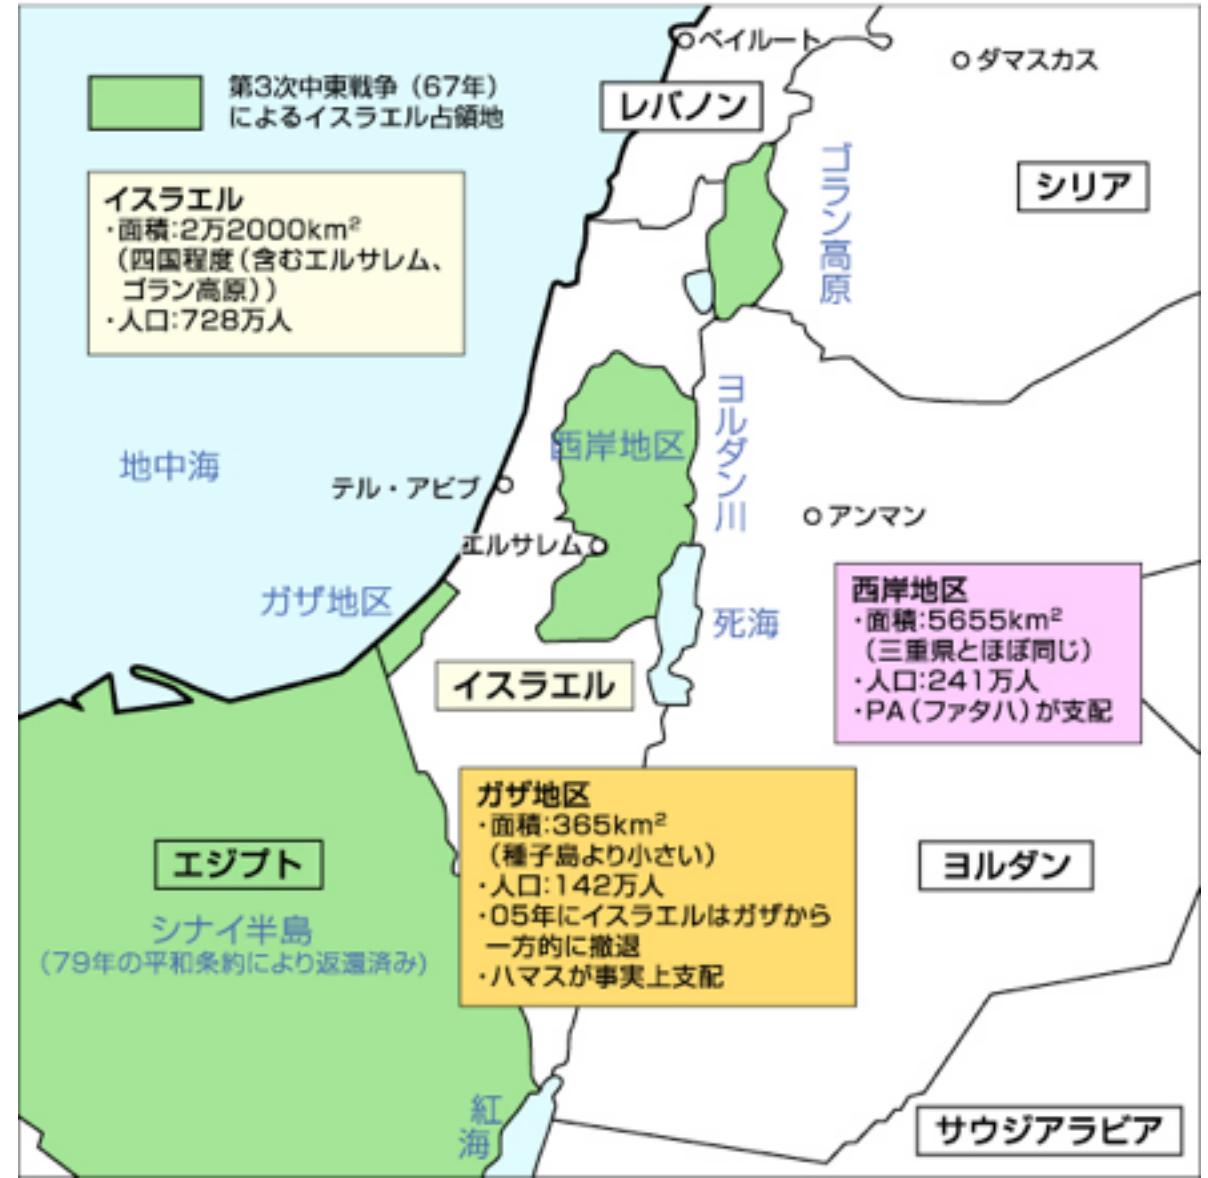 ベイルート
ダマスカス
第3次中東戦争（67年）
によるイスラエル占領地
レバノン
ゴラン高原
シリア
イスラエル
・面積：2万2000km²
（四国程度（含むエルサレム、
ゴラン高原））
・人口：728万人
ヨルダン川
西岸地区
地中海
テル・アビブ
アンマン
エルサレム
ガザ地区
死海
西岸地区
・面積：5655km²
（三重県とほぼ同じ）
・人口：241万人
・PA（ファタハ）が支配
イスラエル
ガザ地区
・面積：365km²
（種子島より小さい）
・人口：142万人
・05年にイスラエルはガザから
一方的に撤退
・ハマスが事実上支配
エジプト
シナイ半島
（79年の平和条約により返還済み）
ヨルダン
紅海
サウジアラビア